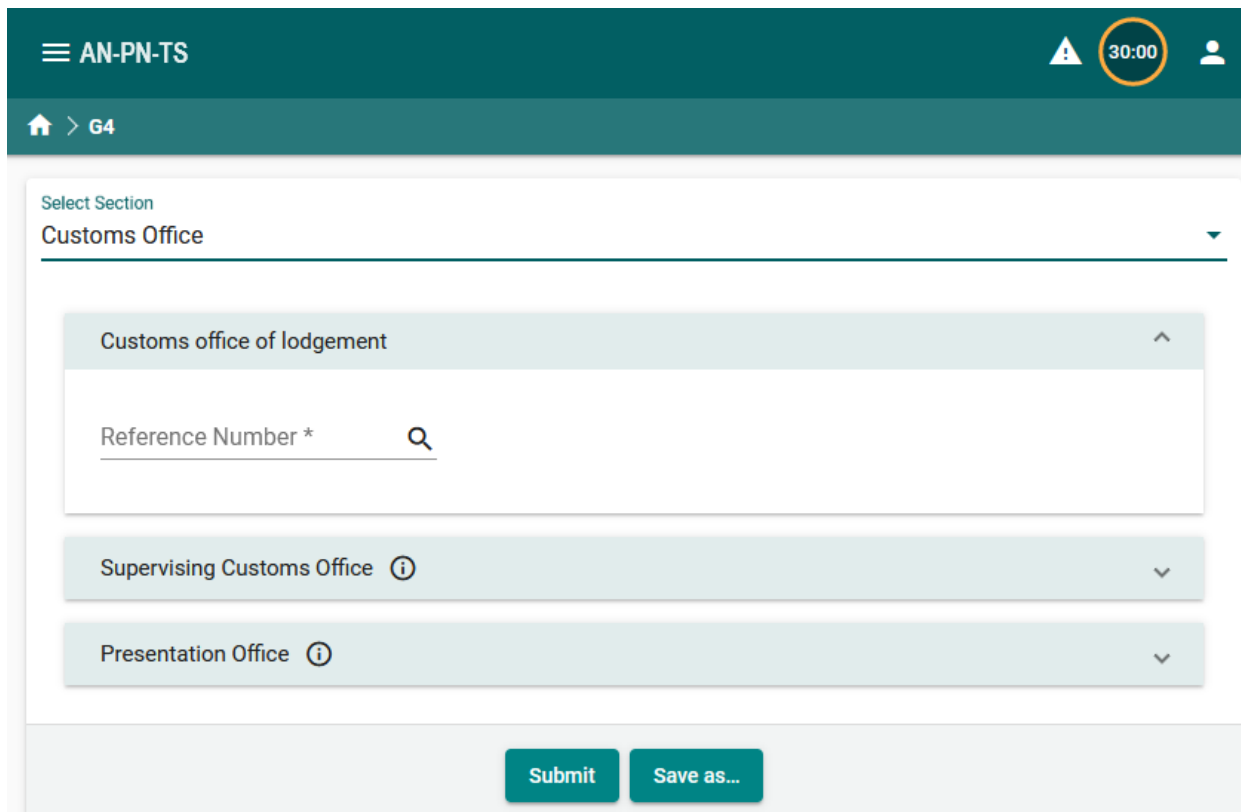 AN-PN-TS
30:00
G4
Select Section
Customs Office
Customs office of lodgement
Reference Number *
Supervising Customs Office
Presentation Office
Submit
Save as...